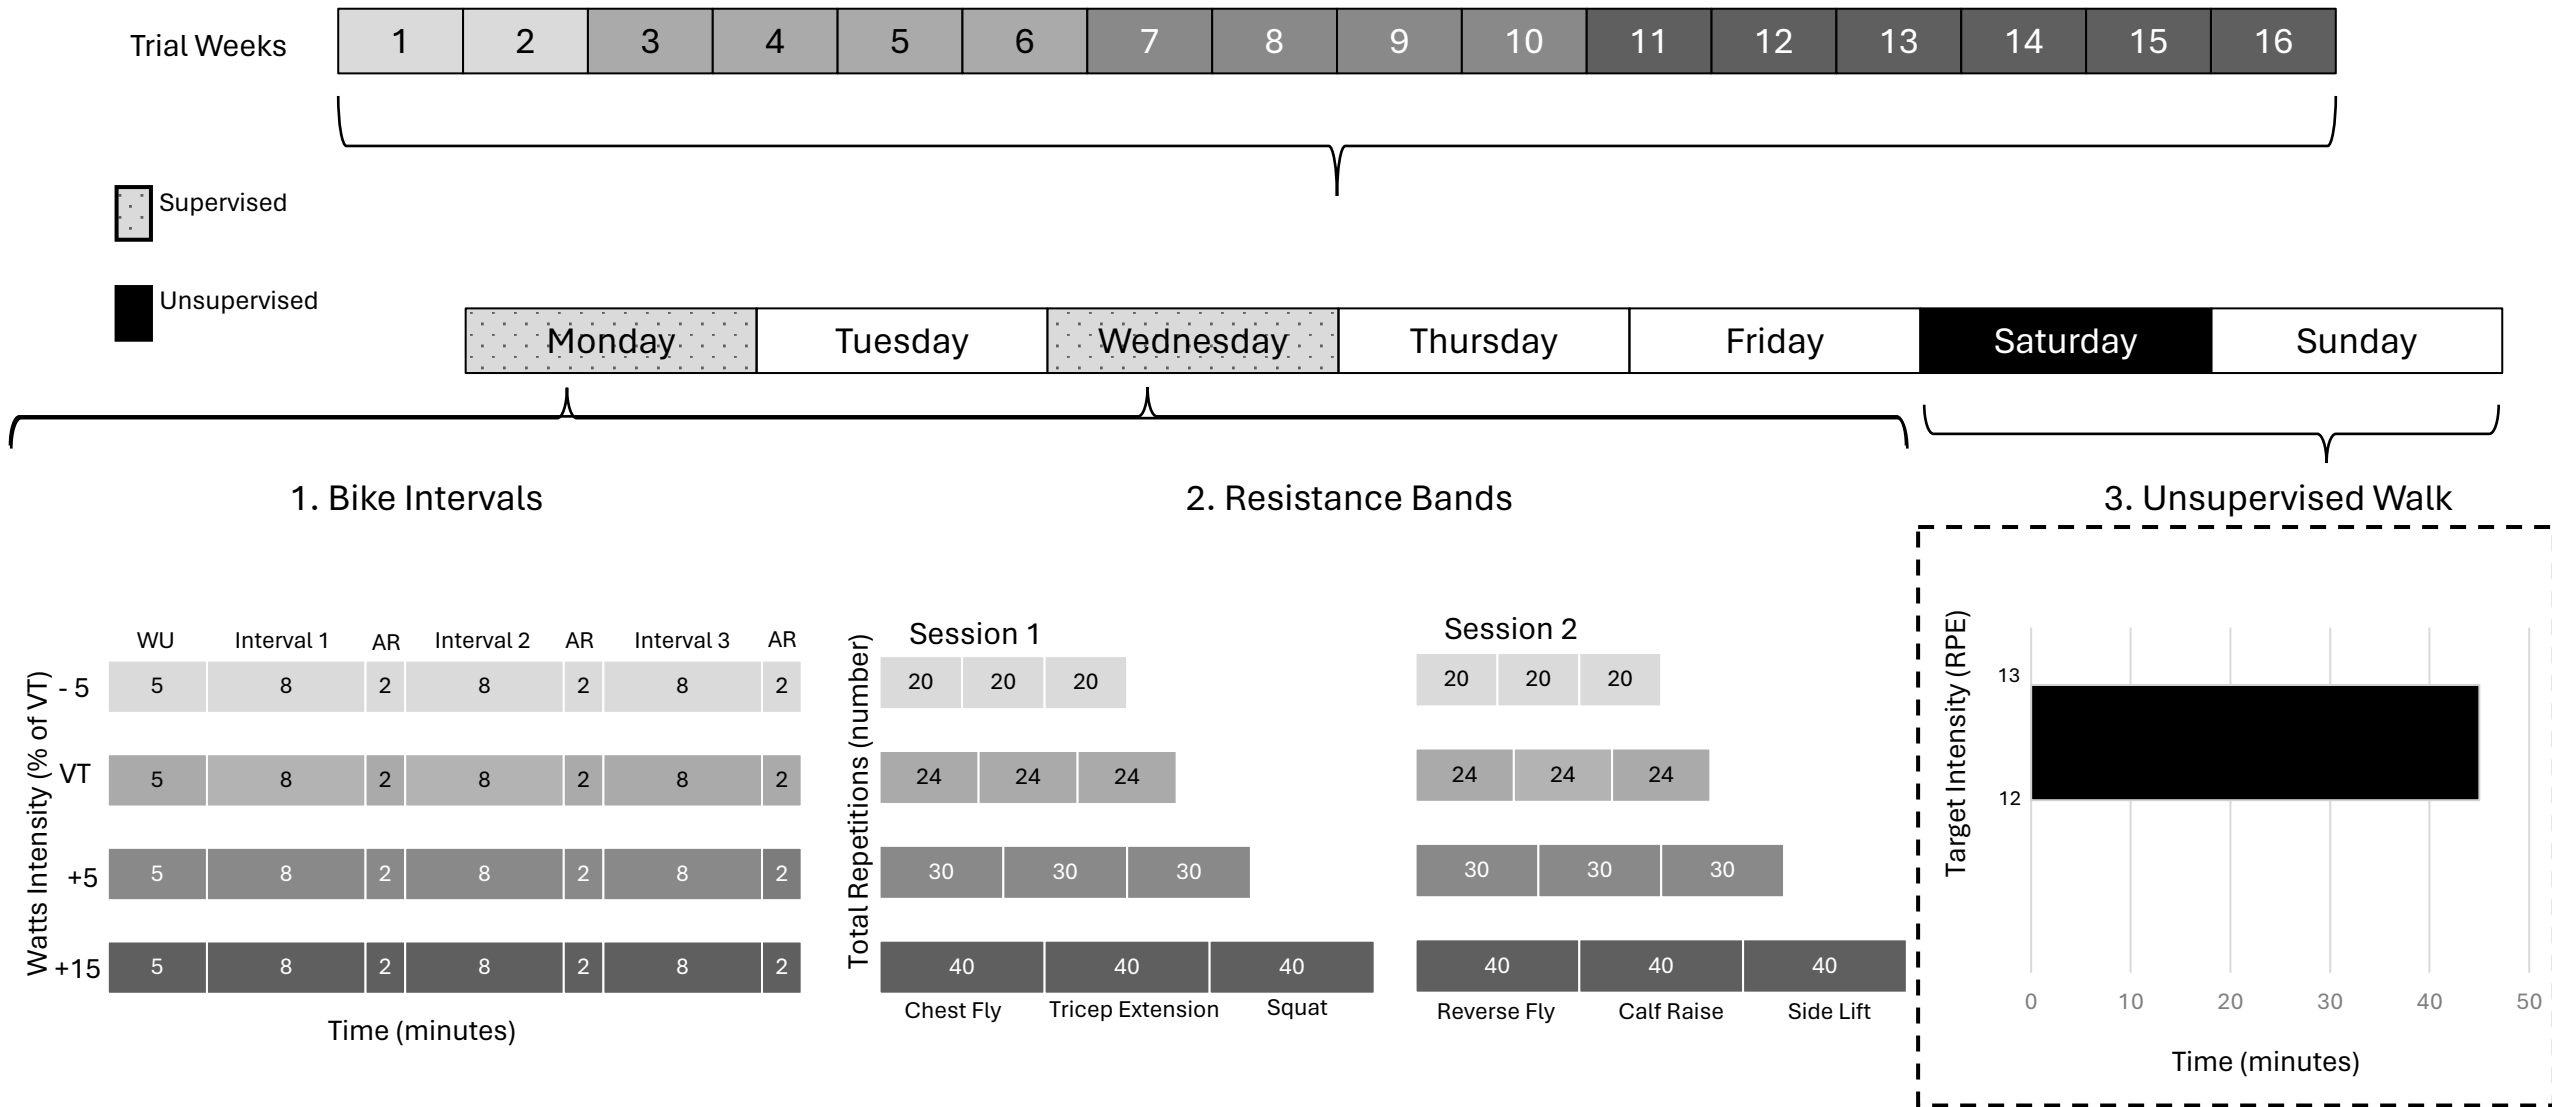 Trial Weeks 1 2 3 4 5 6 7 8 9 10 11 12 13 14 15 16
Supervised
Unsupervised
Monday Tuesday Wednesday Thursday Friday Saturday Sunday
1. Bike Intervals
Watts Intensity (% of VT)
WU Interval 1 AR Interval 2 AR Interval 3 AR
- 5 5 8 2 8 2 8 2
VT 5 8 2 8 2 8 2
+5 5 8 2 8 2 8 2
+15 5 8 2 8 2 8 2
Time (minutes)
2. Resistance Bands
Total Repetitions (number)
Session 1
20 20 20
24 24 24
30 30 30
40 40 40
Chest Fly Tricep Extension Squat
Session 2
20 20 20
24 24 24
30 30 30
40 40 40
Reverse Fly Calf Raise Side Lift
3. Unsupervised Walk
Target Intensity (RPE)
13
12
0 10 20 30 40 50
Time (minutes)